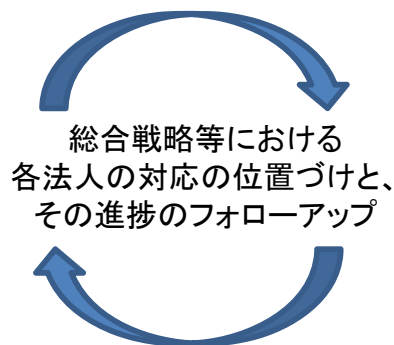 総合戦略等における
各法人の対応の位置づけと、
その進捗のフォローアップ